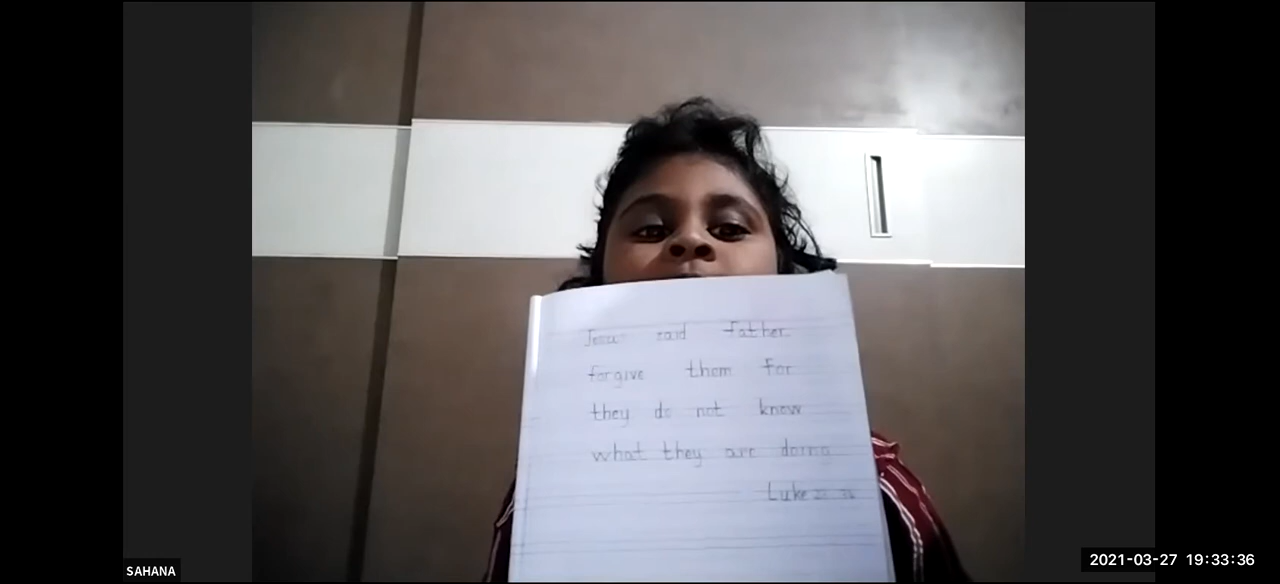 Jesus said father
forgive them for
they do not know
what they are doing
Luke
SAHANA
2021-03-27 19:33:36